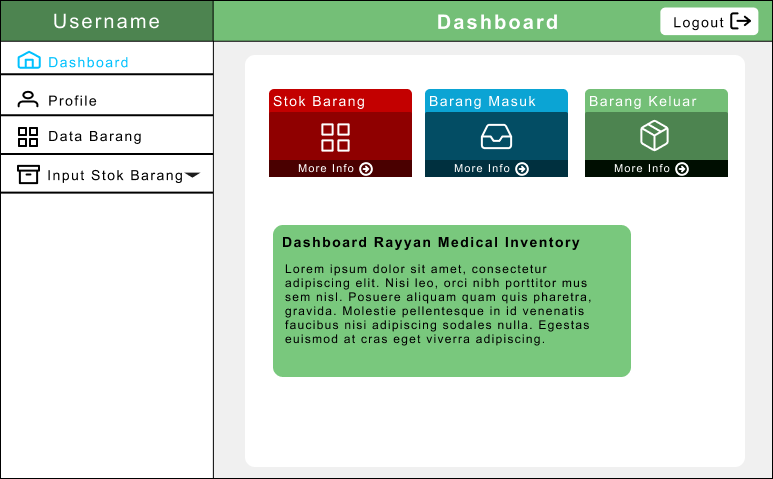 Username
Dashboard
Logout
Dashboard
Profile
Data Barang
Input Stok Barang
Stok Barang
More Info
Barang Masuk
More Info
Barang Keluar
More Info
Dashboard Rayyan Medical Inventory
Lorem ipsum dolor sit amet, consectetur
adipiscing elit. Nisi leo, orci nibh porttitor mus
sem nisl. Posuere aliquam quam quis pharetra,
gravida. Molestie pellentesque in id venenatis
faucibus nisi adipiscing sodales nulla. Egestas
euismod at cras eget viverra adipiscing.